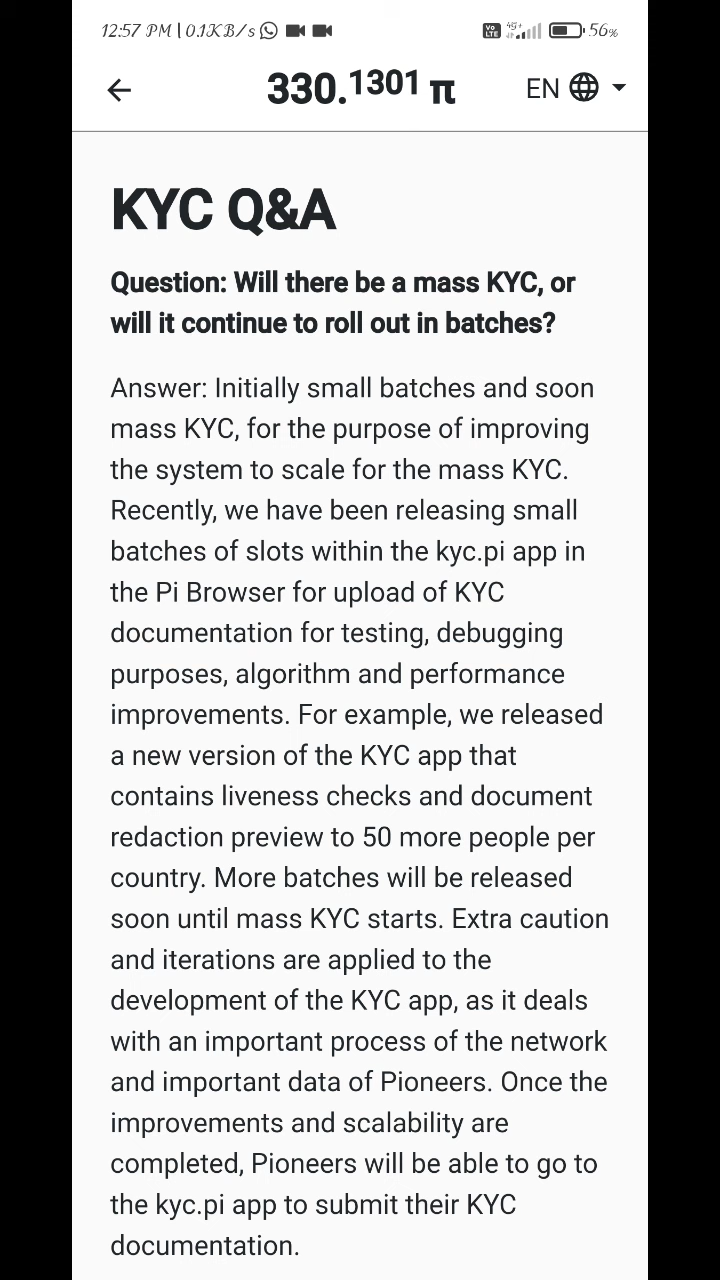 12:57 PM | 0.1KB/s
Vo LTE 4G+ 56%
330.1301 π
EN
KYC Q&A
Question: Will there be a mass KYC, or
will it continue to roll out in batches?
Answer: Initially small batches and soon
mass KYC, for the purpose of improving
the system to scale for the mass KYC.
Recently, we have been releasing small
batches of slots within the kyc.pi app in
the Pi Browser for upload of KYC
documentation for testing, debugging
purposes, algorithm and performance
improvements. For example, we released
a new version of the KYC app that
contains liveness checks and document
redaction preview to 50 more people per
country. More batches will be released
soon until mass KYC starts. Extra caution
and iterations are applied to the
development of the KYC app, as it deals
with an important process of the network
and important data of Pioneers. Once the
improvements and scalability are
completed, Pioneers will be able to go to
the kyc.pi app to submit their KYC
documentation.